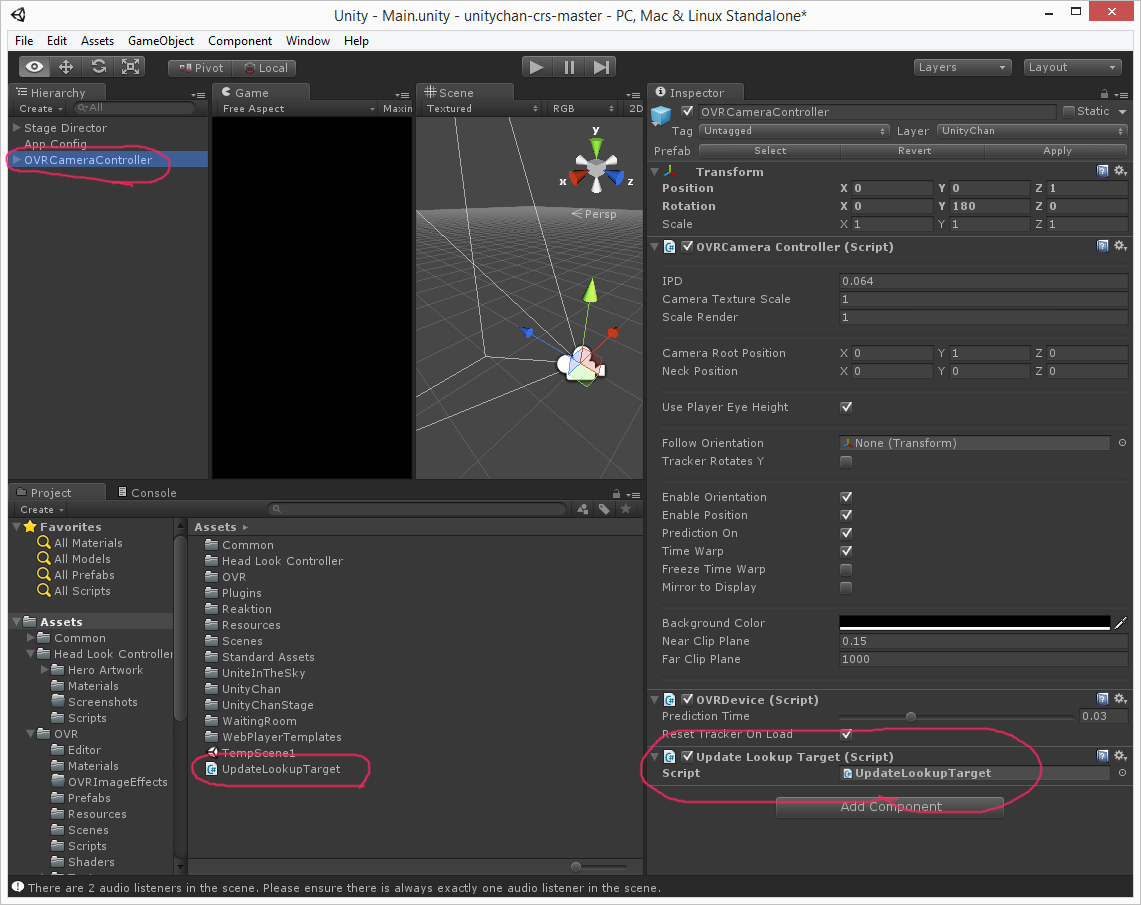 Unity - Main.unity - unitychan-crs-master - PC, Mac & Linux Standalone*
File Edit Assets GameObject Component Window Help
Pivot Local Layers Layout
Hierarchy
Create All
Stage Director
App Config
OVRCameraController
Game
Free Aspect Maxin
Scene
Textured RGB 2D
y
x z
Persp
Inspector
OVRCameraController Static
Tag Untagged Layer UnityChan
Prefab Select Revert Apply
Transform
Position X 0 Y 0 Z 1
Rotation X 0 Y 180 Z 0
Scale X 1 Y 1 Z 1
OVRCamera Controller (Script)
IPD 0.064
Camera Texture Scale 1
Scale Render 1
Camera Root Position X 0 Y 1 Z 0
Neck Position X 0 Y 0 Z 0
Use Player Eye Height
Follow Orientation None (Transform)
Tracker Rotates Y
Enable Orientation
Enable Position
Prediction On
Time Warp
Freeze Time Warp
Mirror to Display
Background Color
Near Clip Plane 0.15
Far Clip Plane 1000
OVRDevice (Script)
Prediction Time 0.03
Reset Tracker On Load
Update Lookup Target (Script)
Script UpdateLookupTarget
Add Component
Project Console
Create
Favorites
All Materials
All Models
All Prefabs
All Scripts
Assets
Common
Head Look Controller
Hero Artwork
Materials
Screenshots
Scripts
OVR
Editor
Materials
OVRImageEffects
Prefabs
Resources
Scenes
Scripts
Shaders
Assets
Common
Head Look Controller
OVR
Plugins
Reaktion
Resources
Scenes
Standard Assets
UniteInTheSky
UnityChan
UnityChanStage
WaitingRoom
WebPlayerTemplates
TempScene1
UpdateLookupTarget
There are 2 audio listeners in the scene. Please ensure there is always exactly one audio listener in the scene.